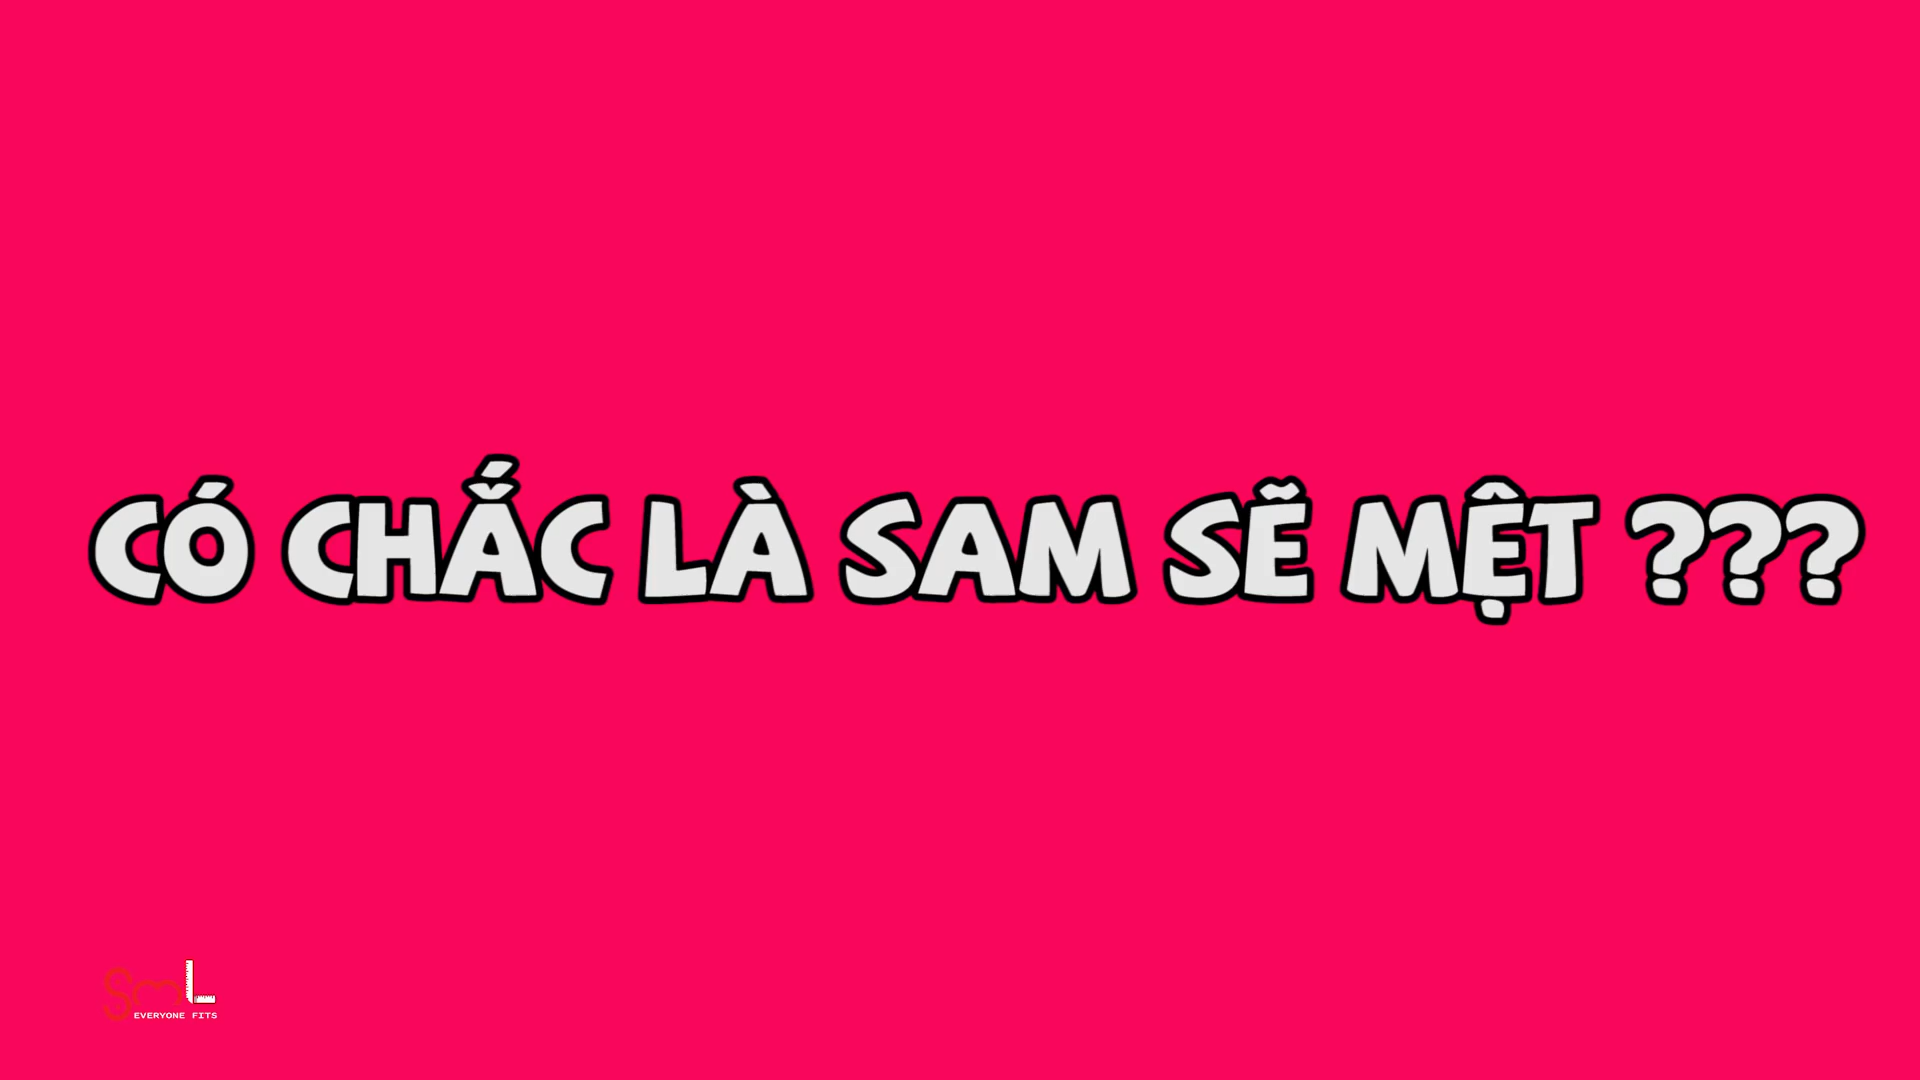 CÓ CHẮC LÀ SAM SẼ MỆT ???
SmL
EVERYONE FITS